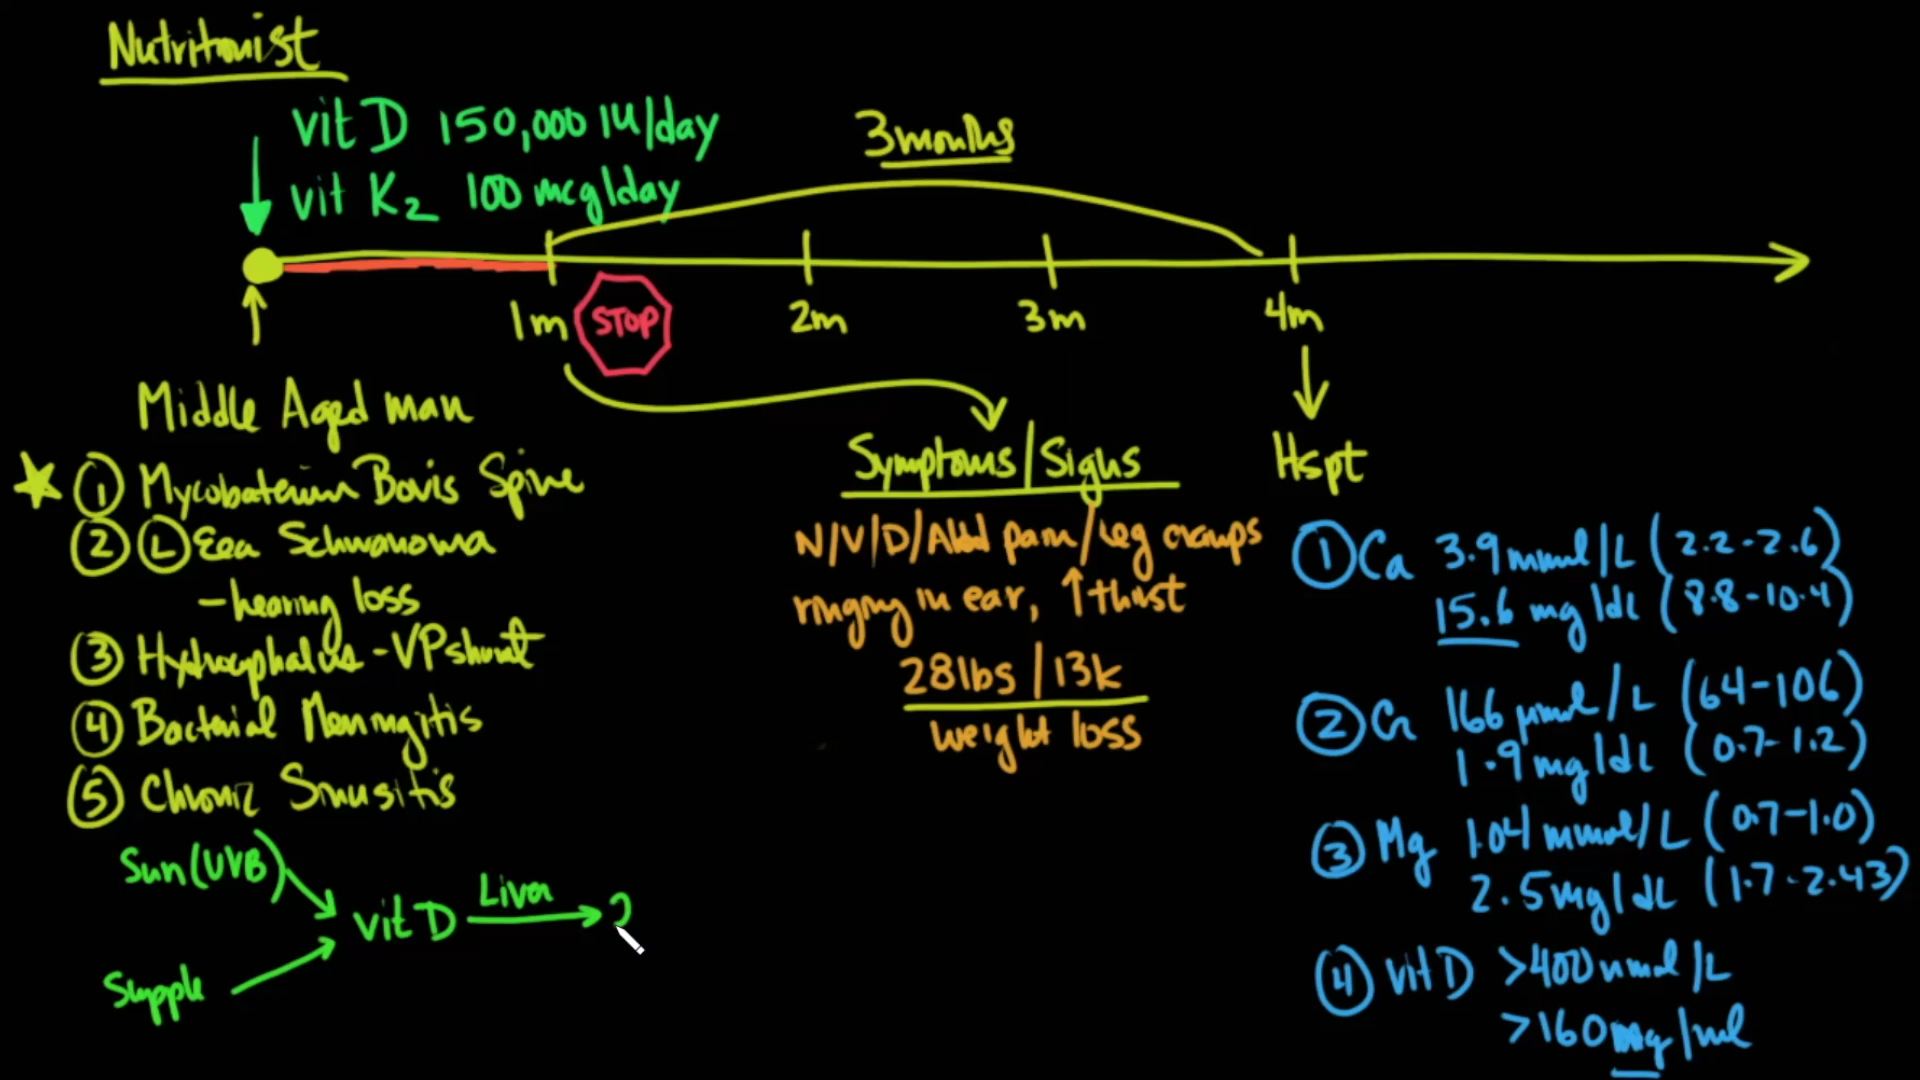 Nutritonist
vit D 150,000 IU/day
vit K2 100 mcg/day
3 months
1m
STOP
2m
3m
4m
Middle Aged man
① Mycobaterium Bovis Spine
② Ⓛ Ear Schwanoma
- hearing loss
③ Hydrocephalus - VP shunt
④ Bacterial Meningitis
⑤ Chronic Sinusitis
Sun (UVB)
vit D
Liver
Supple
Symptoms/Signs
N/V/D/Abd pain/Leg cramps
ringing in ear, ↑thirst
28lbs/13k
weight loss
Hspt
① Ca 3.9 mmol/L (2.2-2.6)
15.6 mg/dL (8.8-10.4)
② Cr 166 µmol/L (64-106)
1.9 mg/dL (0.7-1.2)
③ Mg 1.04 mmol/L (0.7-1.0)
2.5 mg/dL (1.7-2.43)
④ vit D >400 nmol/L
>160 mg/ml